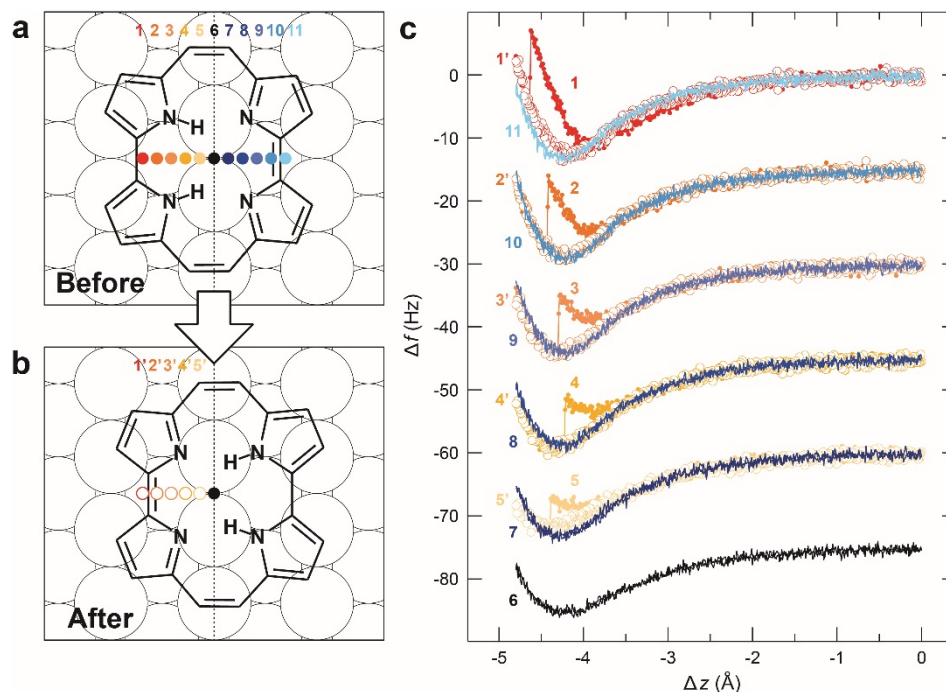 a
1 2 3 4 5 6 7 8 9 10 11
N H N
H
N N
Before
b
1' 2' 3' 4' 5'
N H N
N H N
After
c
0
-10
-20
-30
-40
-50
-60
-70
-80
Δf (Hz)
1'
1
11
2'
2
10
3'
3
9
4'
4
8
5'
5
7
6
-5 -4 -3 -2 -1 0
Δz (Å)